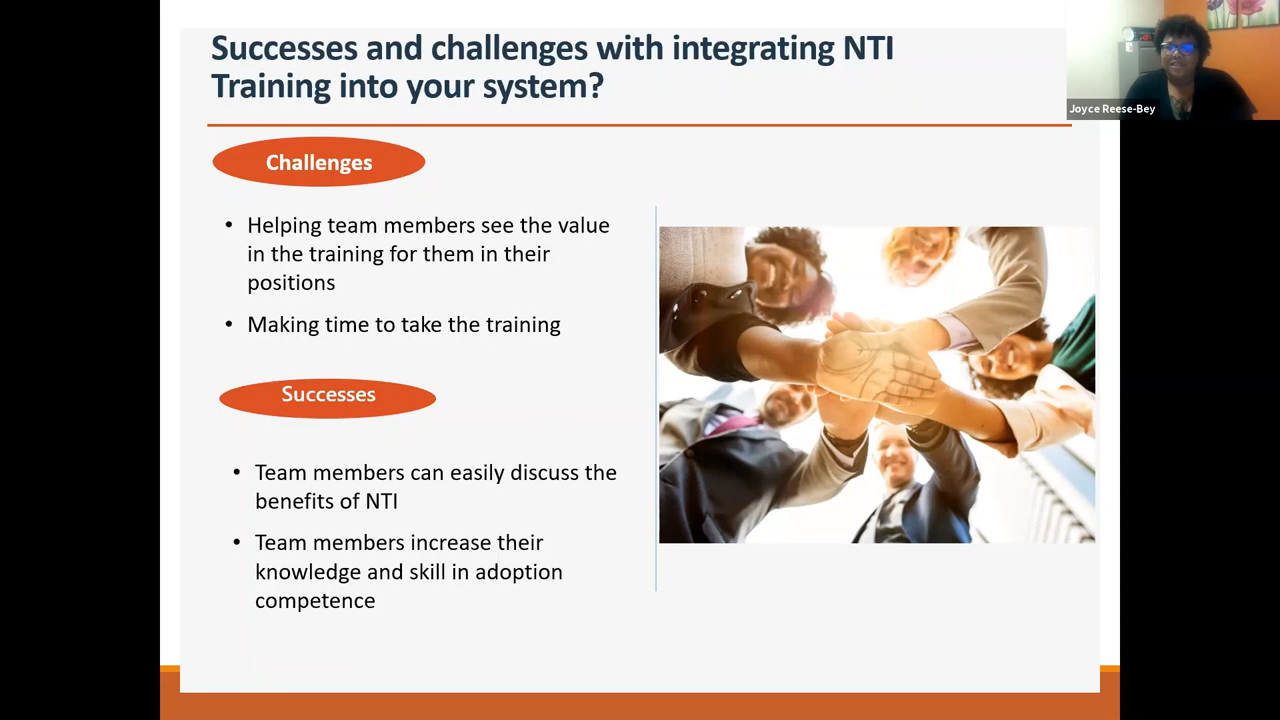 Successes and challenges with integrating NTI
Training into your system?
Joyce Reese-Bey
Challenges
• Helping team members see the value
in the training for them in their
positions
• Making time to take the training
Successes
• Team members can easily discuss the
benefits of NTI
• Team members increase their
knowledge and skill in adoption
competence